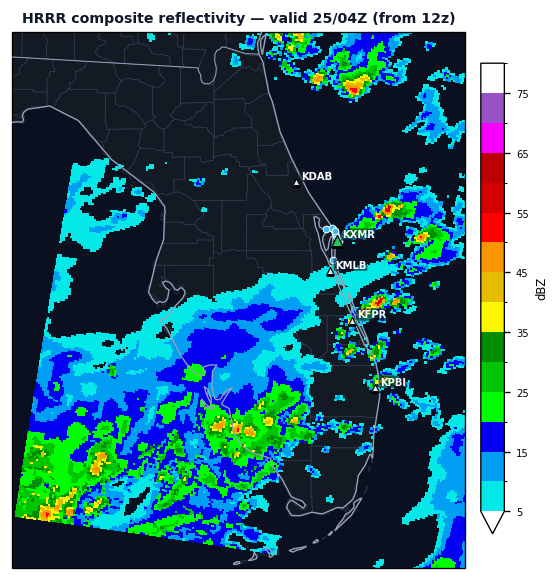 HRRR composite reflectivity — valid 25/04Z (from 12z)
KDAB
KXMR
KMLB
KFPR
KPBI
75
65
55
45
35
25
15
5
dBZ